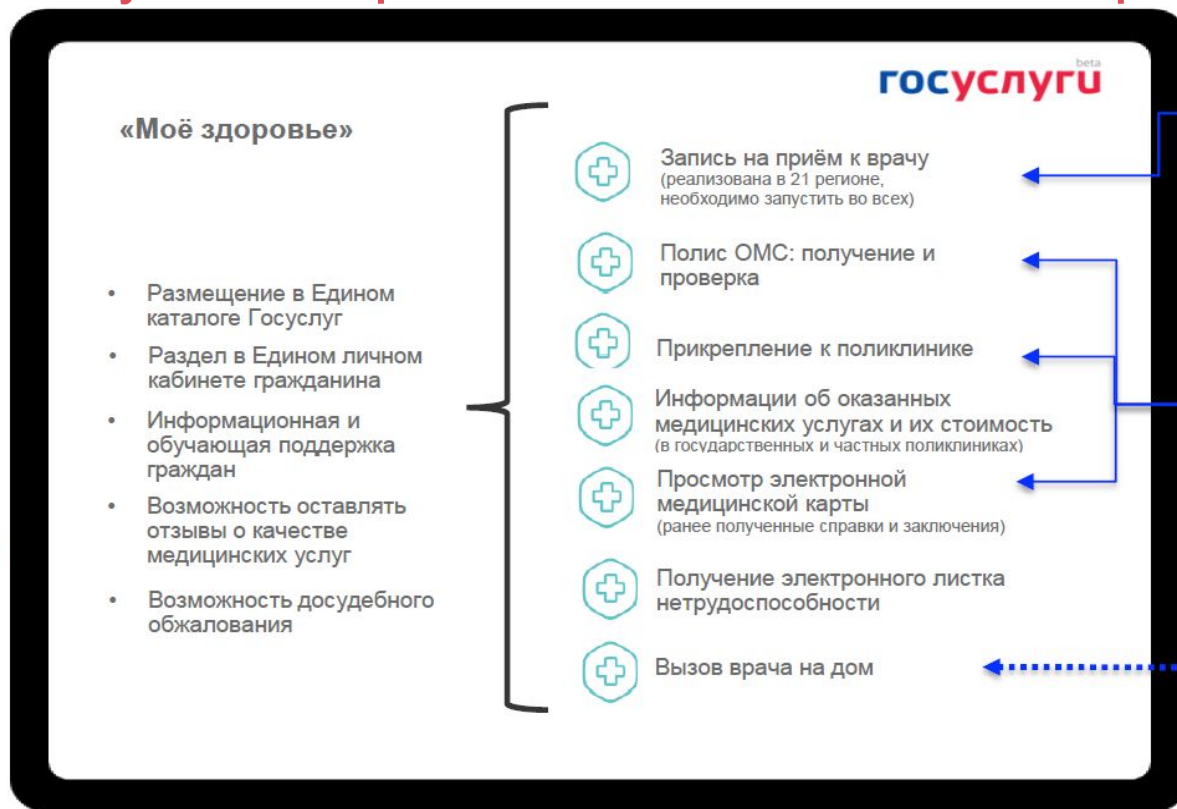 beta
госуслуги
«Моё здоровье»
• Размещение в Едином
каталоге Госуслуг
• Раздел в Едином личном
кабинете гражданина
• Информационная и
обучающая поддержка
граждан
• Возможность оставлять
отзывы о качестве
медицинских услуг
• Возможность досудебного
обжалования
Запись на приём к врачу
(реализована в 21 регионе,
необходимо запустить во всех)
Полис ОМС: получение и
проверка
Прикрепление к поликлинике
Информации об оказанных
медицинских услугах и их стоимость
(в государственных и частных поликлиниках)
Просмотр электронной
медицинской карты
(ранее полученные справки и заключения)
Получение электронного листка
нетрудоспособности
Вызов врача на дом